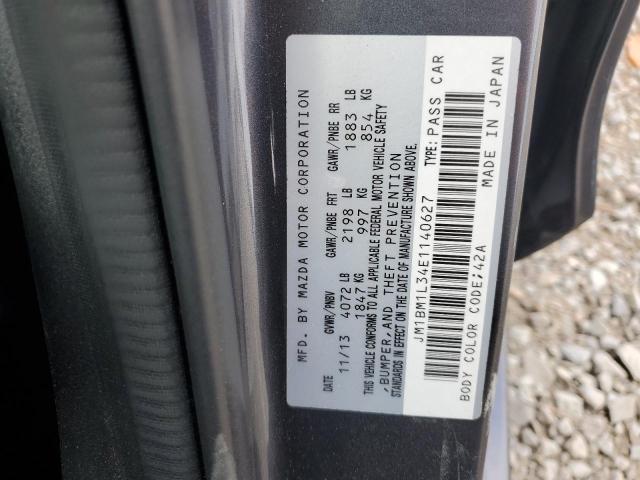 MFD. BY MAZDA MOTOR CORPORATION
DATE GVWR/PNBV GAWR/PNBE FRT GAWR/PNBE RR
11/13 4072 LB 2198 LB 1883 LB
1847 KG 997 KG 854 KG
THIS VEHICLE CONFORMS TO ALL APPLICABLE FEDERAL MOTOR VEHICLE SAFETY
,BUMPER,AND THEFT PREVENTION
STANDARDS IN EFFECT ON THE DATE OF MANUFACTURE SHOWN ABOVE.
JM1BM1L34E1140627 TYPE: PASS CAR
BODY COLOR CODE:42A MADE IN JAPAN